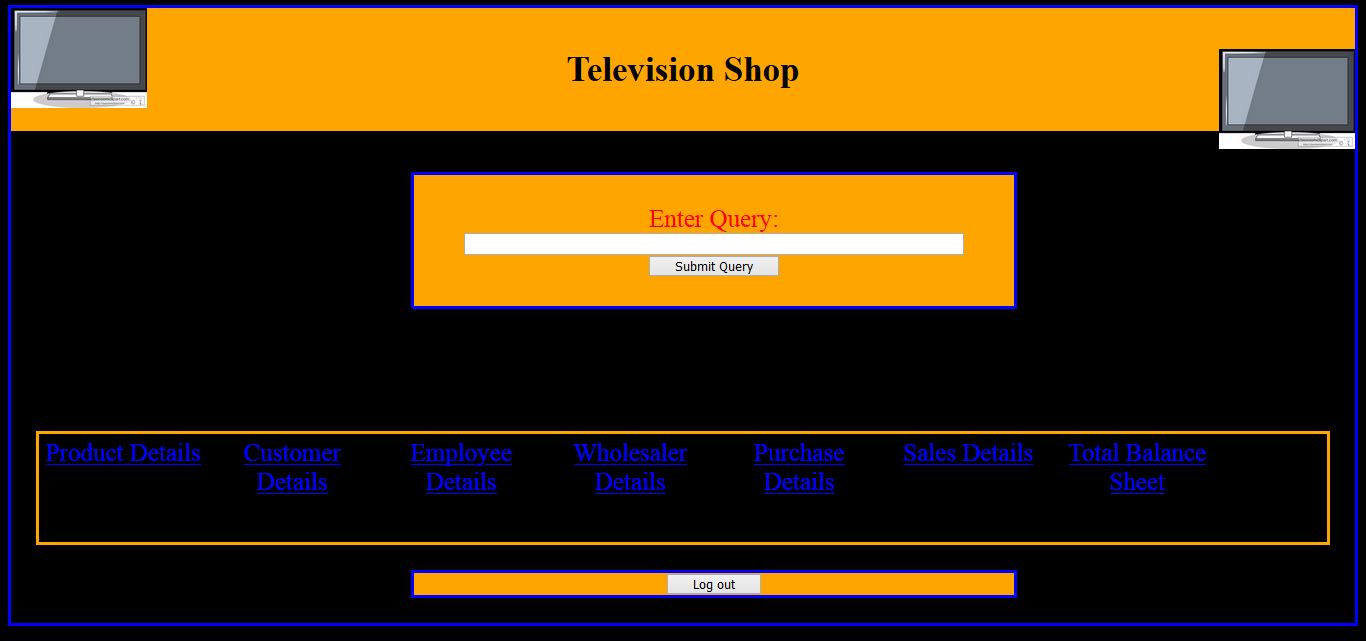 Television Shop
Enter Query:
Submit Query
Product Details
Customer
Details
Employee
Details
Wholesaler
Details
Purchase
Details
Sales Details
Total Balance
Sheet
Log out